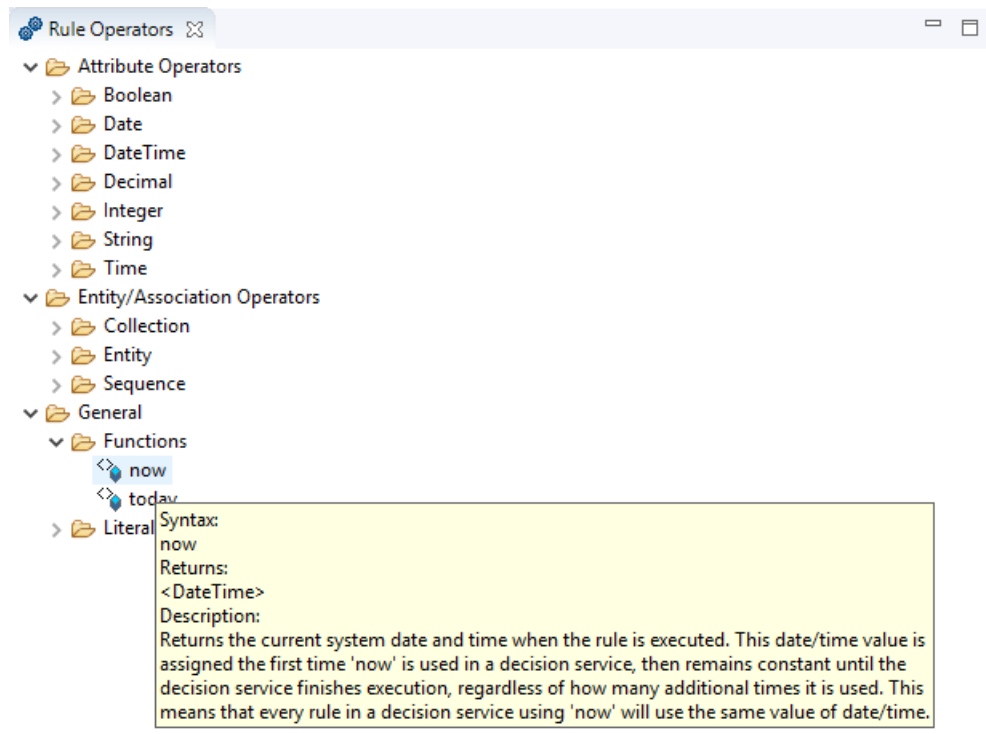 Rule Operators
Attribute Operators
Boolean
Date
DateTime
Decimal
Integer
String
Time
Entity/Association Operators
Collection
Entity
Sequence
General
Functions
now
today
Literal
Syntax:
now
Returns:
<DateTime>
Description:
Returns the current system date and time when the rule is executed. This date/time value is
assigned the first time 'now' is used in a decision service, then remains constant until the
decision service finishes execution, regardless of how many additional times it is used. This
means that every rule in a decision service using 'now' will use the same value of date/time.